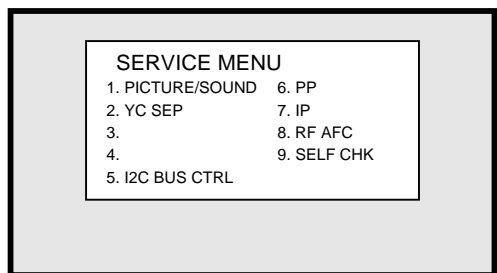 SERVICE MENU
1. PICTURE/SOUND 6. PP
2. YC SEP 7. IP
3. 8. RF AFC
4. 9. SELF CHK
5. I2C BUS CTRL